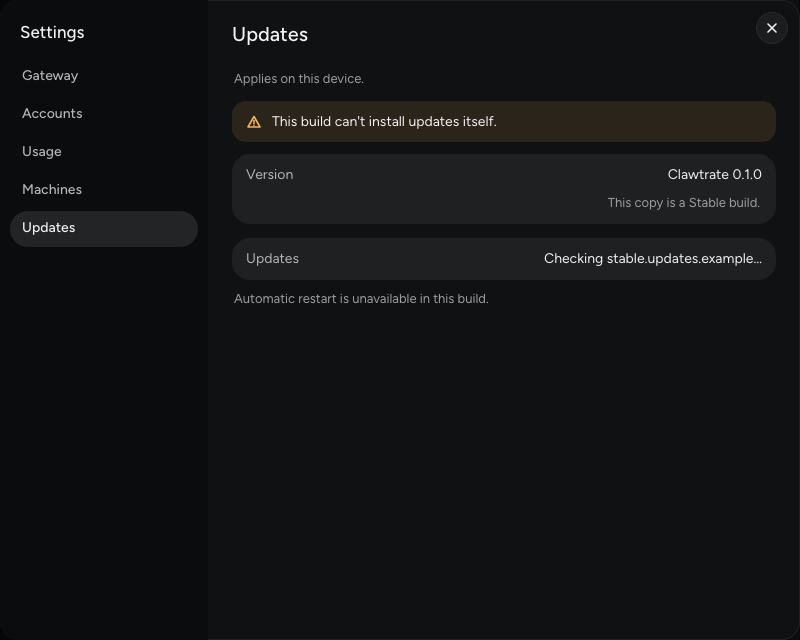 Settings
Gateway
Accounts
Usage
Machines
Updates
Updates
Applies on this device.
This build can't install updates itself.
Version
Clawtrate 0.1.0
This copy is a Stable build.
Updates
Checking stable.updates.example…
Automatic restart is unavailable in this build.